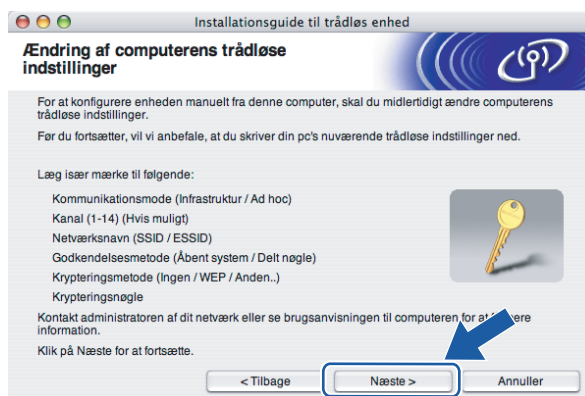 Installationsguide til trådløs enhed
Ændring af computerens trådløse
indstillinger
For at konfigurere enheden manuelt fra denne computer, skal du midlertidigt ændre computerens
trådløse indstillinger.
Før du fortsætter, vil vi anbefale, at du skriver din pc's nuværende trådløse indstillinger ned.
Læg især mærke til følgende:
Kommunikationsmode (Infrastruktur / Ad hoc)
Kanal (1-14) (Hvis muligt)
Netværksnavn (SSID / ESSID)
Godkendelsesmetode (Åbent system / Delt nøgle)
Krypteringsmetode (Ingen / WEP / Anden..)
Krypteringsnøgle
Kontakt administratoren af dit netværk eller se brugsanvisningen til computeren for at
information.
Klik på Næste for at fortsætte.
< Tilbage
Næste >
Annuller